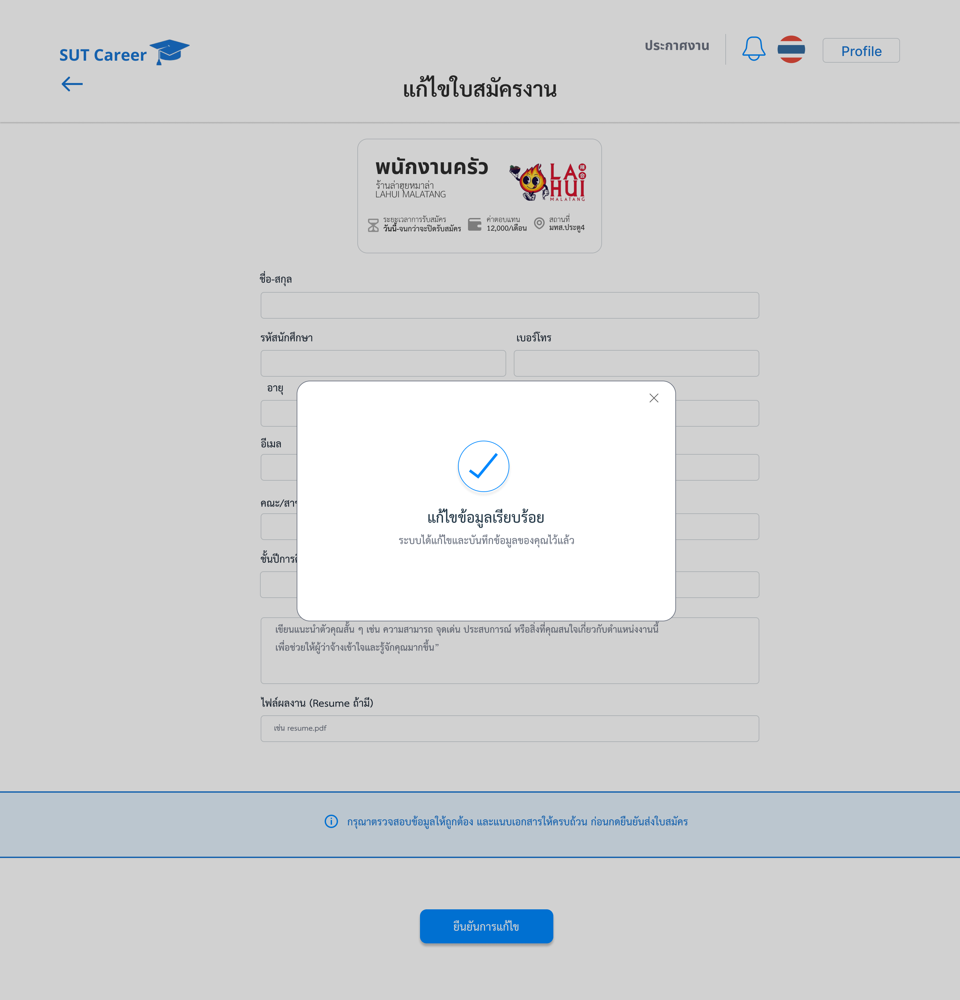 SUT Career
ประกาศงาน
Profile
แก้ไขใบสมัครงาน
พนักงานครัว
ร้านล่าฮุยหมาล่า
LAHUI MALATANG
LA HUI
辣会
MALATANG
ระยะเวลาการรับสมัคร
วันนี้-จนกว่าจะปิดรับสมัคร
ค่าตอบแทน
12,000/เดือน
สถานที่
มทส.ประตู4
ชื่อ-สกุล
รหัสนักศึกษา
เบอร์โทร
อายุ
อีเมล
คณะ/สา
ชั้นปีการ
แก้ไขข้อมูลเรียบร้อย
ระบบได้แก้ไขและบันทึกข้อมูลของคุณไว้แล้ว
เขียนแนะนำตัวคุณสั้น ๆ เช่น ความสามารถ จุดเด่น ประสบการณ์ หรือสิ่งที่คุณสนใจเกี่ยวกับตำแหน่งงานนี้
เพื่อช่วยให้ผู้ว่าจ้างเข้าใจและรู้จักคุณมากขึ้น”
ไฟล์ผลงาน (Resume ถ้ามี)
เช่น resume.pdf
กรุณาตรวจสอบข้อมูลให้ถูกต้อง และแนบเอกสารให้ครบถ้วน ก่อนกดยืนยันส่งใบสมัคร
ยืนยันการแก้ไข